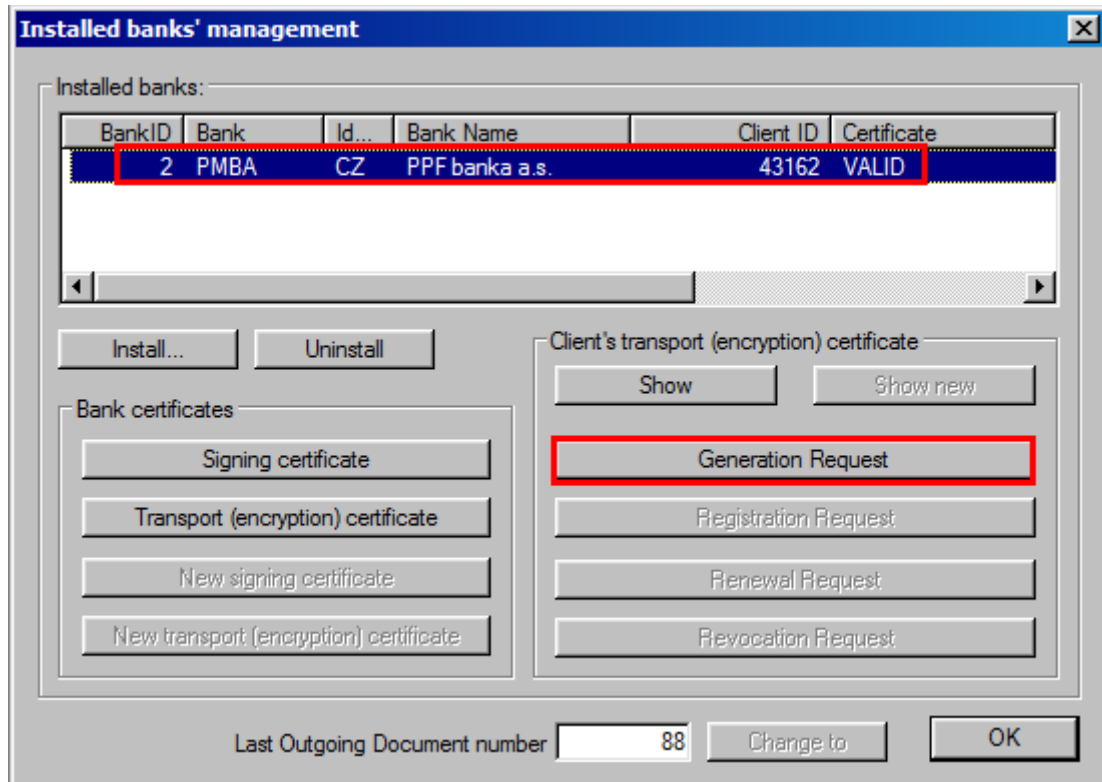 Installed banks' management
Installed banks:
BankID Bank Id... Bank Name Client ID Certificate
2 PMBA CZ PPF banka a.s. 43162 VALID
Install... Uninstall
Client's transport (encryption) certificate
Show Show new
Bank certificates
Signing certificate
Transport (encryption) certificate
New signing certificate
New transport (encryption) certificate
Generation Request
Registration Request
Renewal Request
Revocation Request
Last Outgoing Document number 88 Change to OK